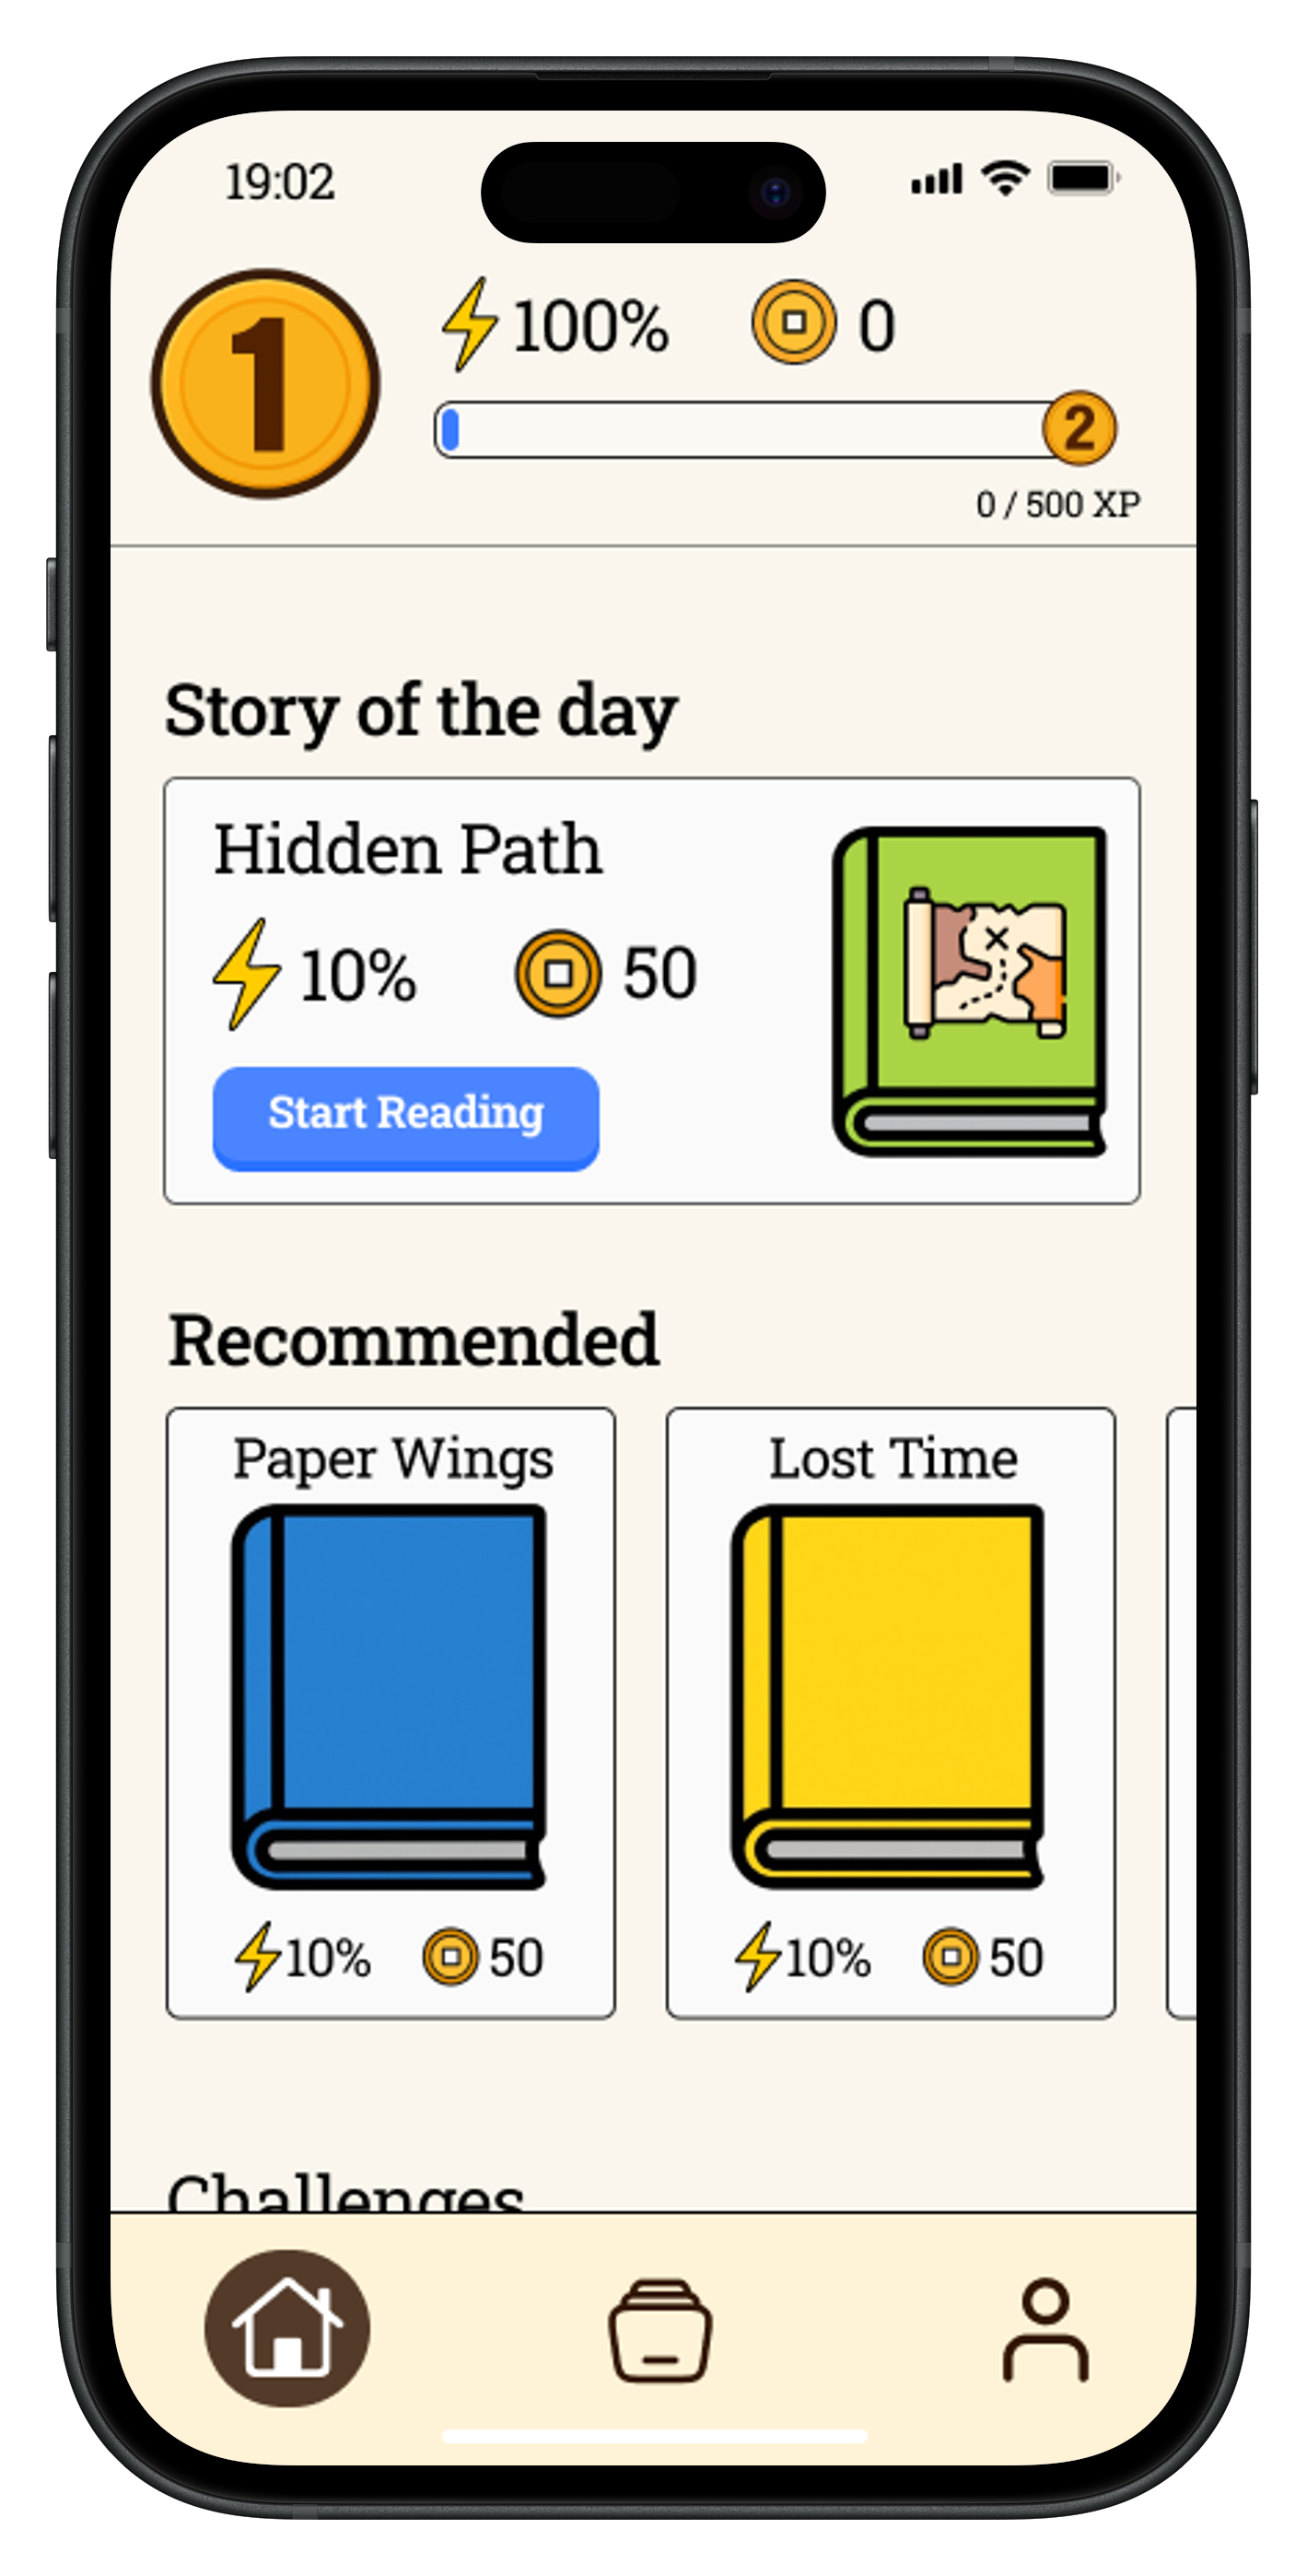 19:02
1
100% 0
2
0 / 500 XP
Story of the day
Hidden Path
10% 50
Start Reading
Recommended
Paper Wings Lost Time
10% 50 10% 50
Challenges